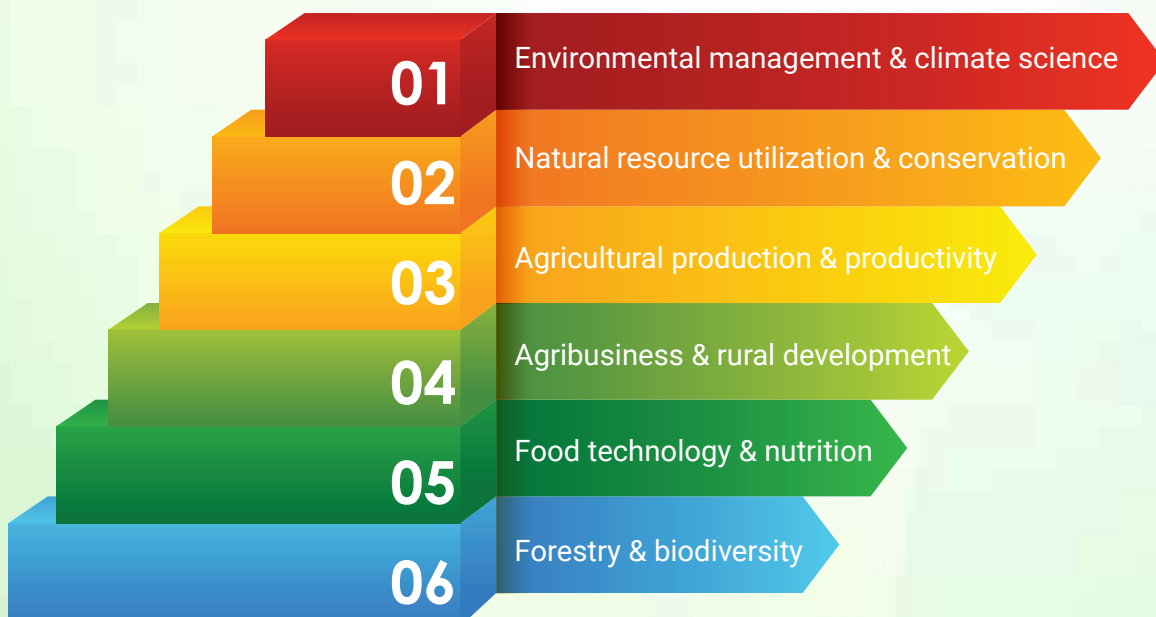 01 Environmental management & climate science
02 Natural resource utilization & conservation
03 Agricultural production & productivity
04 Agribusiness & rural development
05 Food technology & nutrition
06 Forestry & biodiversity